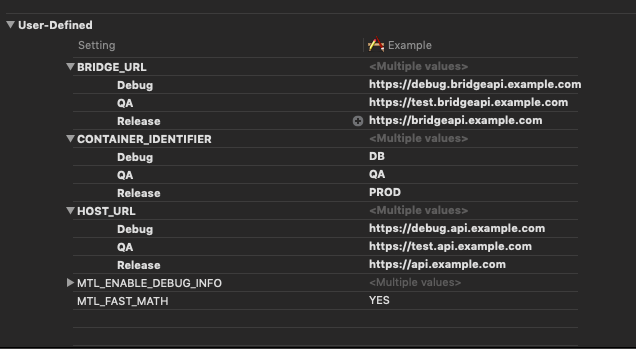 User-Defined
Setting Example
BRIDGE_URL <Multiple values>
Debug https://debug.bridgeapi.example.com
QA https://test.bridgeapi.example.com
Release https://bridgeapi.example.com
CONTAINER_IDENTIFIER <Multiple values>
Debug DB
QA QA
Release PROD
HOST_URL <Multiple values>
Debug https://debug.api.example.com
QA https://test.api.example.com
Release https://api.example.com
MTL_ENABLE_DEBUG_INFO <Multiple values>
MTL_FAST_MATH YES